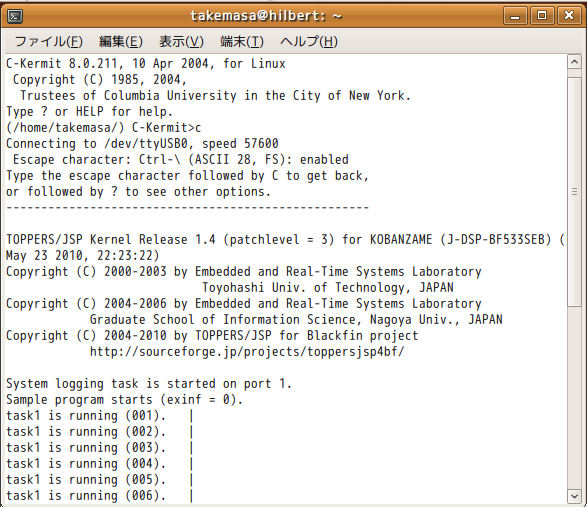 takemasa@hilbert: ~
ファイル(F) 編集(E) 表示(V) 端末(T) ヘルプ(H)
C-Kermit 8.0.211, 10 Apr 2004, for Linux
 Copyright (C) 1985, 2004,
  Trustees of Columbia University in the City of New York.
Type ? or HELP for help.
(/home/takemasa/) C-Kermit>c
Connecting to /dev/ttyUSB0, speed 57600
 Escape character: Ctrl-\ (ASCII 28, FS): enabled
Type the escape character followed by C to get back,
or followed by ? to see other options.
----------------------------------------------------
TOPPERS/JSP Kernel Release 1.4 (patchlevel = 3) for KOBANZAME (J-DSP-BF533SEB) (
May 23 2010, 22:23:22)
Copyright (C) 2000-2003 by Embedded and Real-Time Systems Laboratory
                            Toyohashi Univ. of Technology, JAPAN
Copyright (C) 2004-2006 by Embedded and Real-Time Systems Laboratory
            Graduate School of Information Science, Nagoya Univ., JAPAN
Copyright (C) 2004-2010 by TOPPERS/JSP for Blackfin project
            http://sourceforge.jp/projects/toppersjsp4bf/
System logging task is started on port 1.
Sample program starts (exinf = 0).
task1 is running (001).   |
task1 is running (002).   |
task1 is running (003).   |
task1 is running (004).   |
task1 is running (005).   |
task1 is running (006).   |